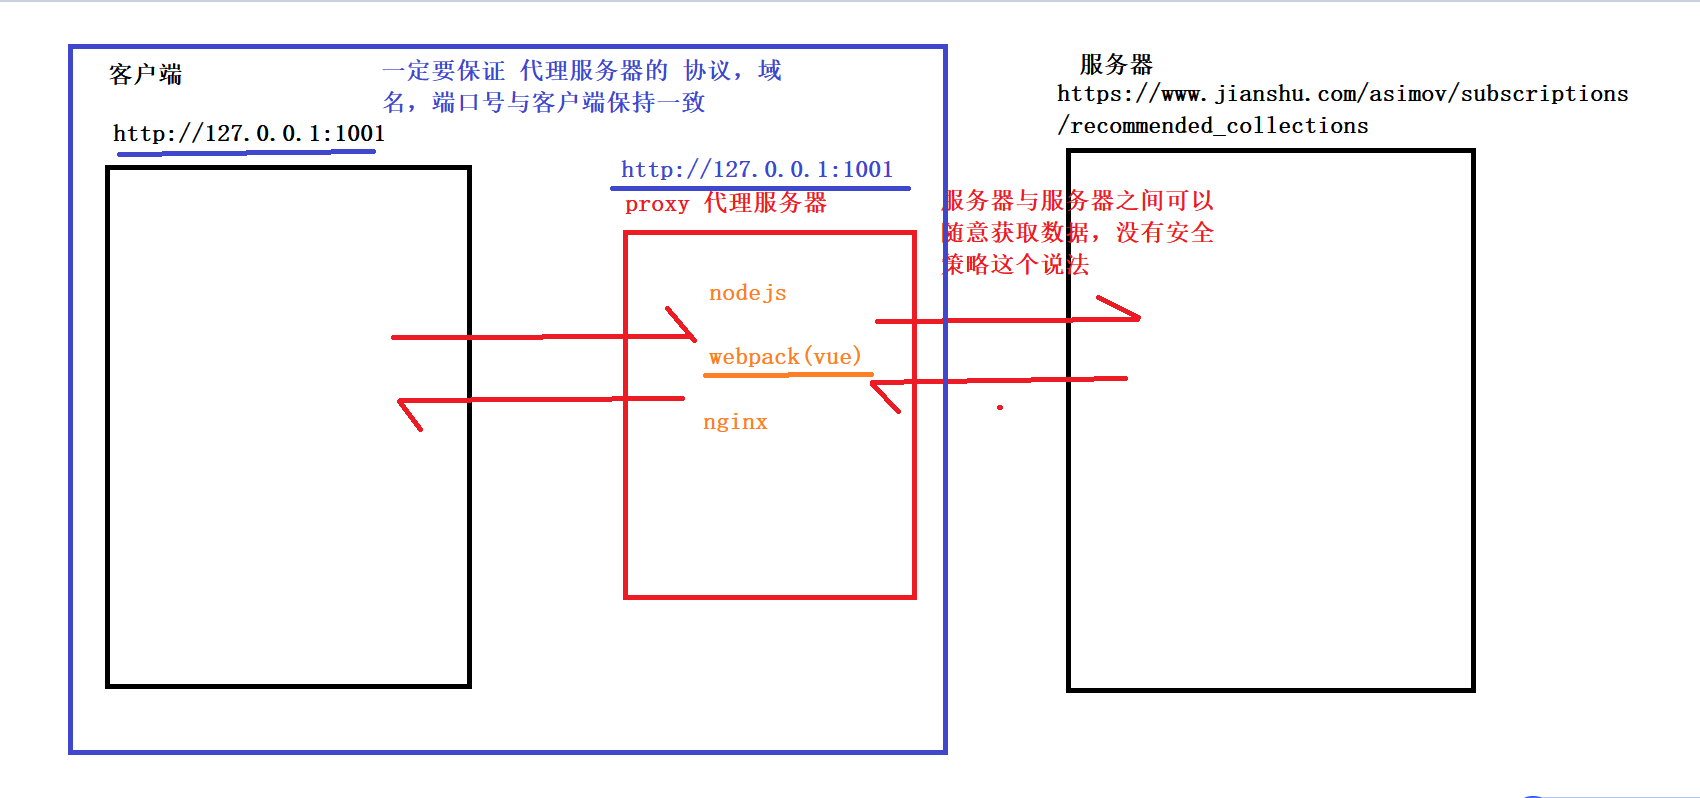 客户端
一定要保证 代理服务器的 协议，域
名，端口号与客户端保持一致
http://127.0.0.1:1001
http://127.0.0.1:1001
proxy 代理服务器
nodejs
webpack(vue)
nginx
服务器与服务器之间可以
随意获取数据，没有安全
策略这个说法
服务器
https://www.jianshu.com/asimov/subscriptions
/recommended_collections